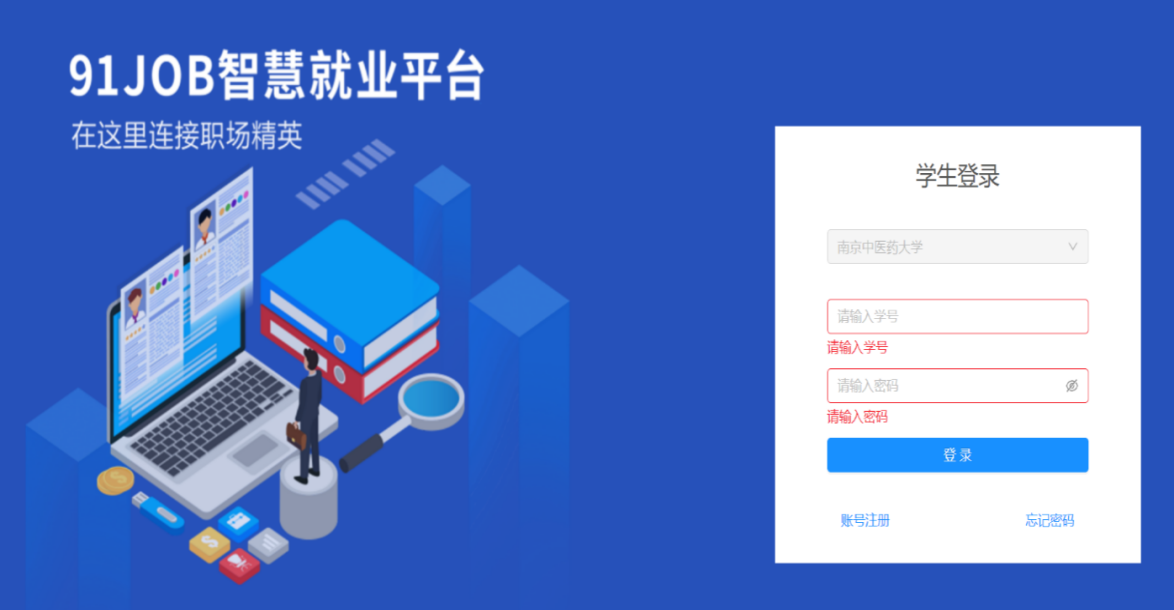 91JOB智慧就业平台
在这里连接职场精英
学生登录
南京中医药大学
请输入学号
请输入学号
请输入密码
请输入密码
登录
账号注册
忘记密码